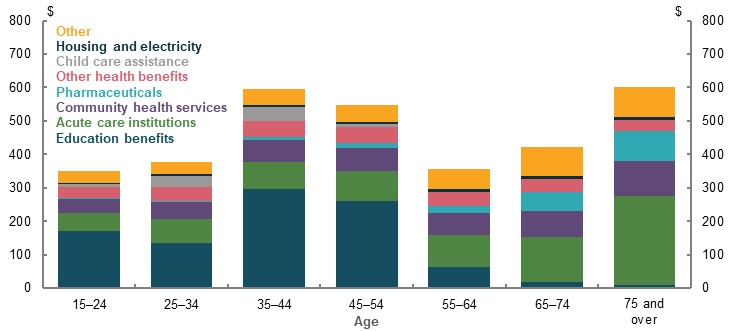 $ $
800 800
Other
Housing and electricity
700 700
Child care assistance
Other health benefits
600 600
Pharmaceuticals
Community health services
500 500
Acute care institutions
Education benefits
400 400
300 300
200 200
100 100
0 0
15–24 25–34 35–44 45–54 55–64 65–74 75 and
over
Age